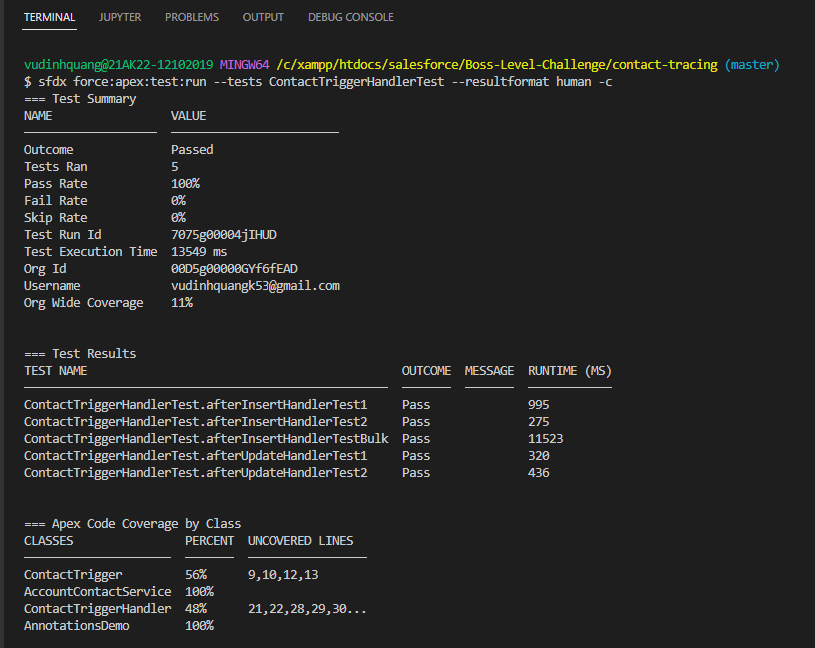 TERMINAL JUPYTER PROBLEMS OUTPUT DEBUG CONSOLE
vudinhquang@21AK22-12102019 MINGW64 /c/xampp/htdocs/salesforce/Boss-Level-Challenge/contact-tracing (master)
$ sfdx force:apex:test:run --tests ContactTriggerHandlerTest --resultformat human -c
=== Test Summary
NAME VALUE
Outcome Passed
Tests Ran 5
Pass Rate 100%
Fail Rate 0%
Skip Rate 0%
Test Run Id 7075g00004jIHUD
Test Execution Time 13549 ms
Org Id 00D5g00000GYf6fEAD
Username vudinhquangk53@gmail.com
Org Wide Coverage 11%
=== Test Results
TEST NAME OUTCOME MESSAGE RUNTIME (MS)
ContactTriggerHandlerTest.afterInsertHandlerTest1 Pass 995
ContactTriggerHandlerTest.afterInsertHandlerTest2 Pass 275
ContactTriggerHandlerTest.afterInsertHandlerTestBulk Pass 11523
ContactTriggerHandlerTest.afterUpdateHandlerTest1 Pass 320
ContactTriggerHandlerTest.afterUpdateHandlerTest2 Pass 436
=== Apex Code Coverage by Class
CLASSES PERCENT UNCOVERED LINES
ContactTrigger 56% 9,10,12,13
AccountContactService 100%
ContactTriggerHandler 48% 21,22,28,29,30...
AnnotationsDemo 100%